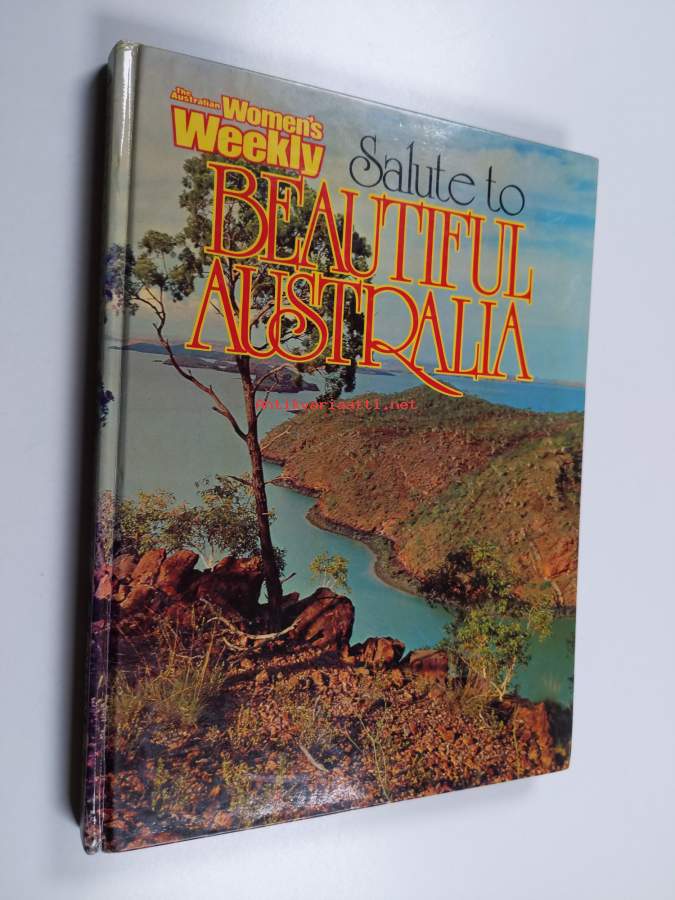 The
Australian Women's
Weekly
Salute to
BEAUTIFUL
AUSTRALIA
Antikvariaatti.net